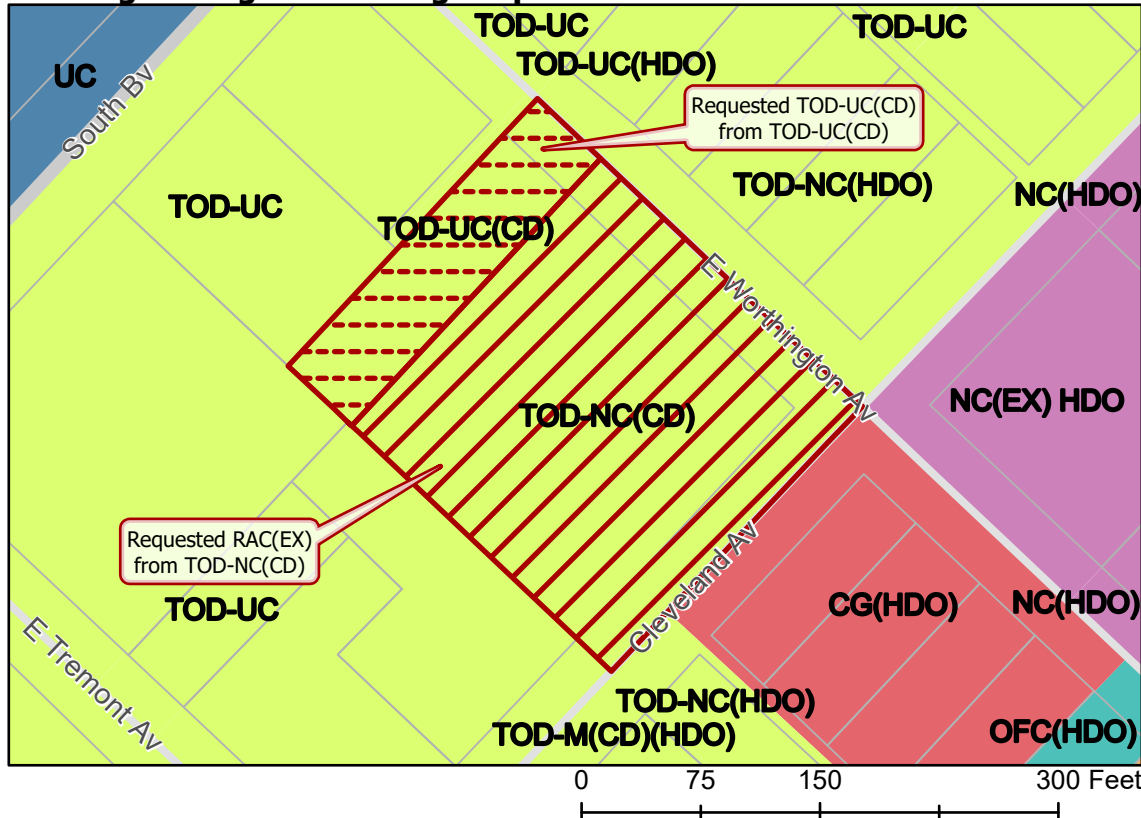 TOD-UC
TOD-UC
UC
TOD-UC(HDO)
South Bv
Requested TOD-UC(CD)
from TOD-UC(CD)
TOD-NC(HDO)
NC(HDO)
TOD-UC
TOD-UC(CD)
E Worthington Av
NC(EX) HDO
TOD-NC(CD)
Requested RAC(EX)
from TOD-NC(CD)
TOD-UC
Cleveland Av
CG(HDO)
NC(HDO)
E Tremont Av
TOD-NC(HDO)
TOD-M(CD)(HDO)
OFC(HDO)
0 75 150 300 Feet